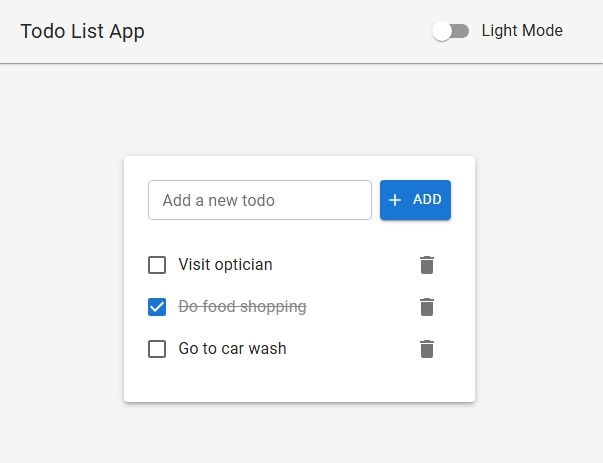 Todo List App
Light Mode
Add a new todo
ADD
Visit optician
Do food shopping
Go to car wash